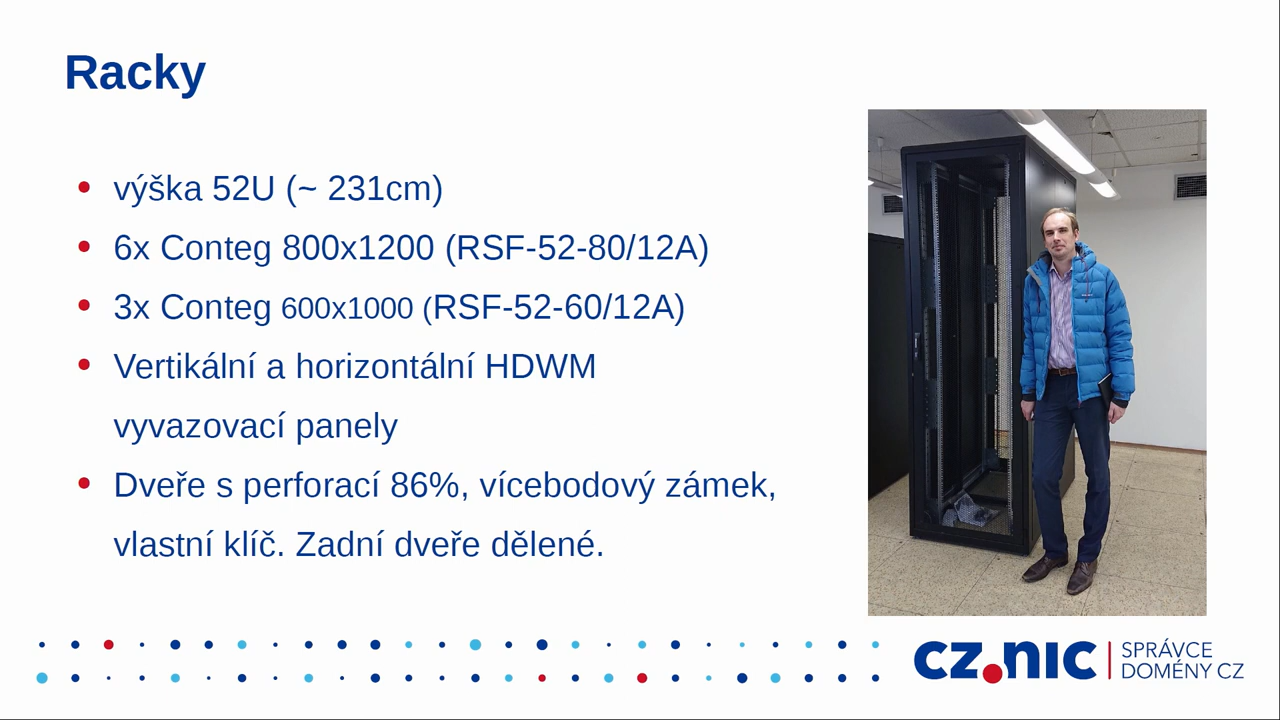 Racky
výška 52U (~ 231cm)
6x Conteg 800x1200 (RSF-52-80/12A)
3x Conteg 600x1000 (RSF-52-60/12A)
Vertikální a horizontální HDWM
vyvazovací panely
Dveře s perforací 86%, vícebodový zámek,
vlastní klíč. Zadní dveře dělené.
CZ.NIC
SPRÁVCE
DOMÉNY CZ